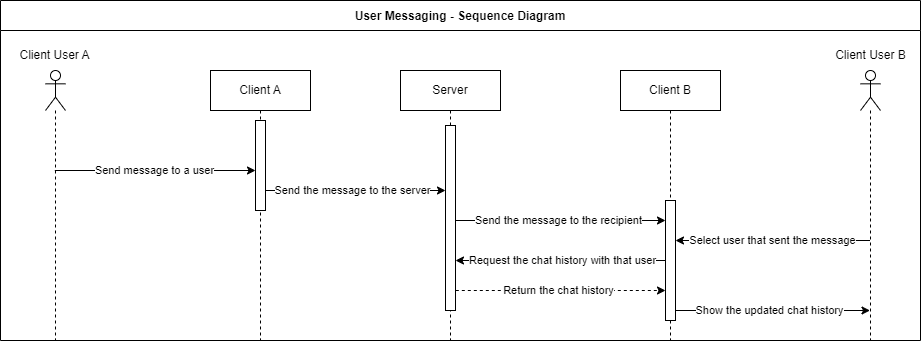 User Messaging - Sequence Diagram
Client User A
Client User B
Client A
Server
Client B
Send message to a user
Send the message to the server
Send the message to the recipient
Select user that sent the message
Request the chat history with that user
Return the chat history
Show the updated chat history